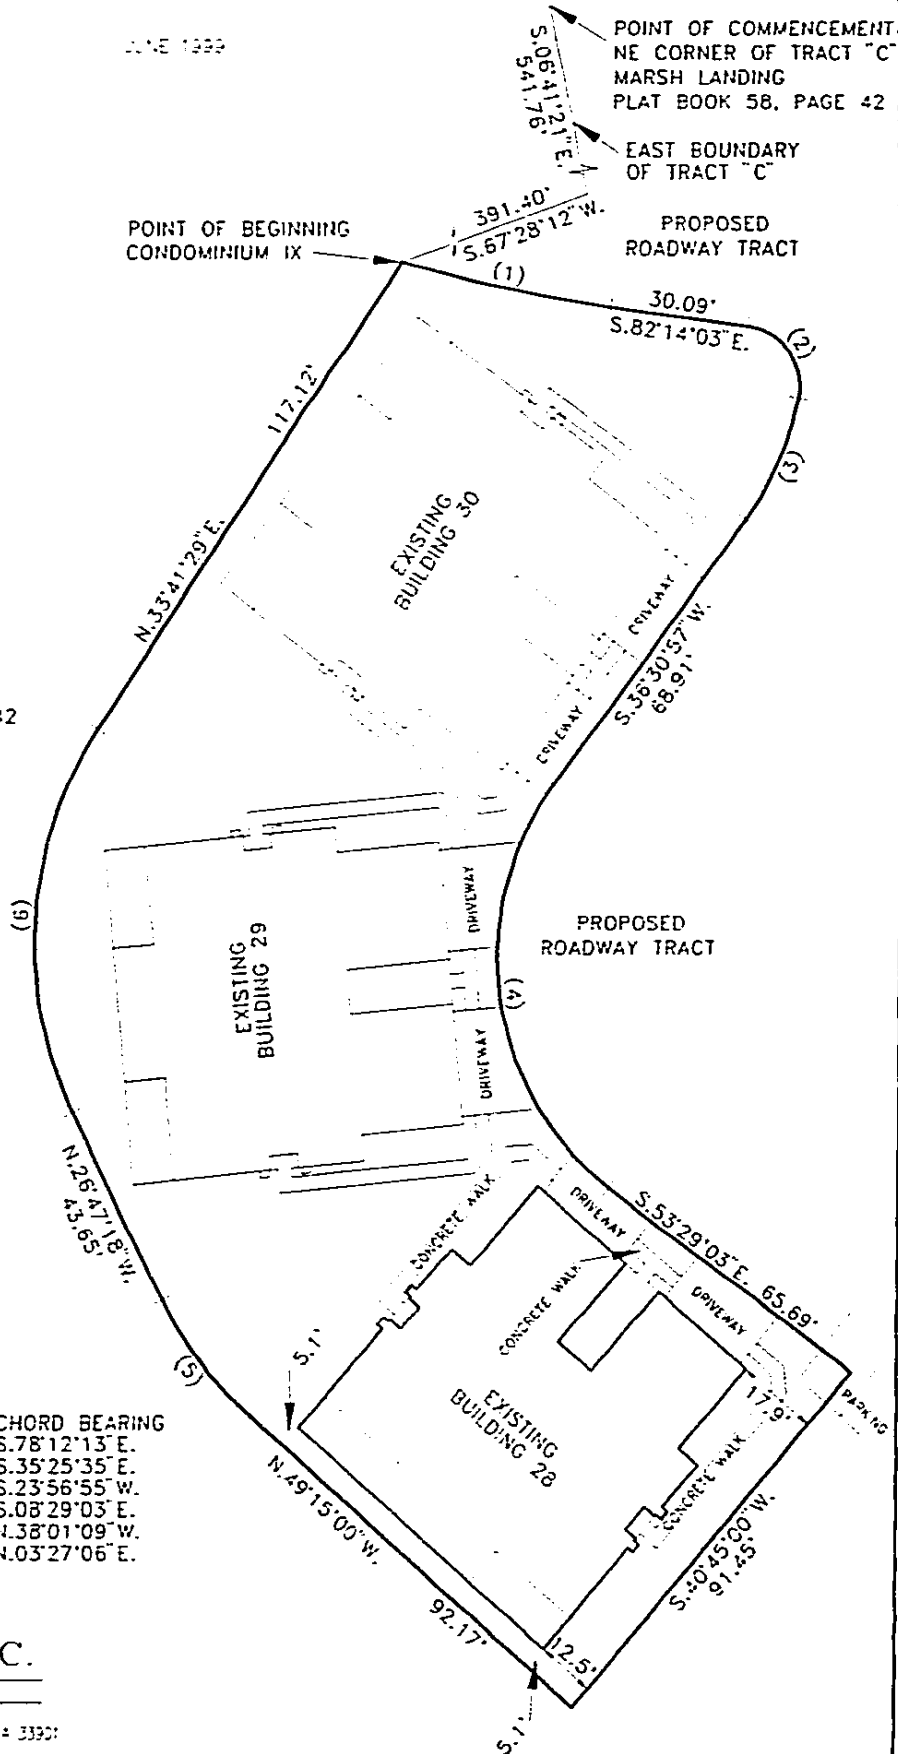 JUNE 1999
POINT OF COMMENCEMENT
NE CORNER OF TRACT "C"
MARSH LANDING
PLAT BOOK 58, PAGE 42
S.06°41'21"E.
541.76'
EAST BOUNDARY
OF TRACT "C"
391.40'
S.67°28'12"W.
PROPOSED
ROADWAY TRACT
POINT OF BEGINNING
CONDOMINIUM IX
(1)
30.09'
S.82°14'03"E.
(2)
(3)
117.12'
N.33°41'29"E.
EXISTING
BUILDING 30
DRIVEWAY
S.36°30'57"W.
68.91'
DRIVEWAY
32
(6)
EXISTING
BUILDING 29
DRIVEWAY
PROPOSED
ROADWAY TRACT
(4)
DRIVEWAY
N.26°47'18"W.
43.65'
CONCRETE WALK
DRIVEWAY
S.53°29'03"E. 65.69'
CONCRETE WALK
DRIVEWAY
(5)
5.1'
EXISTING
BUILDING 28
17.9'
PARKING
CONCRETE WALK
CHORD BEARING
S.78°12'13"E.
S.35°25'35"E.
S.23°56'55"W.
S.08°29'03"E.
N.38°01'09"W.
N.03°27'06"E.
N.49°15'00"W.
92.17'
S.40°45'00"W.
91.45'
12.5'
5.1'
C.